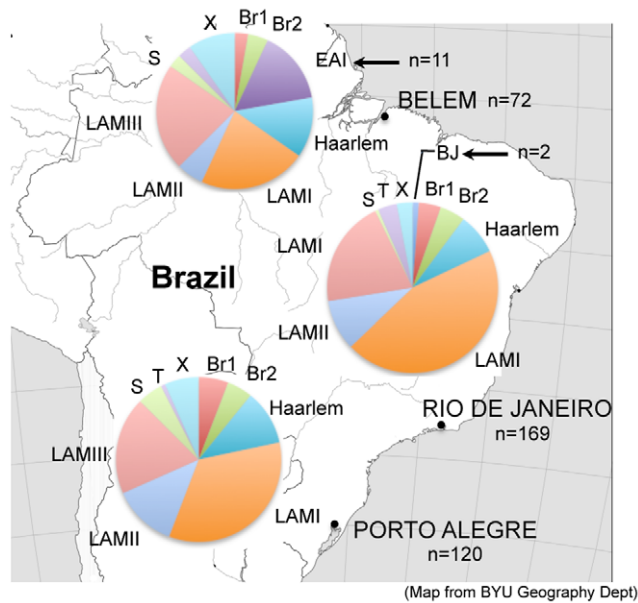 X
Br1
Br2
S
EAI
n=11
BELEM n=72
LAMIII
Haarlem
LAMII
LAMI
BJ
n=2
S
T
X
Br1
Br2
Haarlem
LAMI
Brazil
LAMII
LAMI
S
T
X
Br1
Br2
Haarlem
RIO DE JANEIRO
n=169
LAMIII
LAMI
LAMII
PORTO ALEGRE
n=120
(Map from BYU Geography Dept)